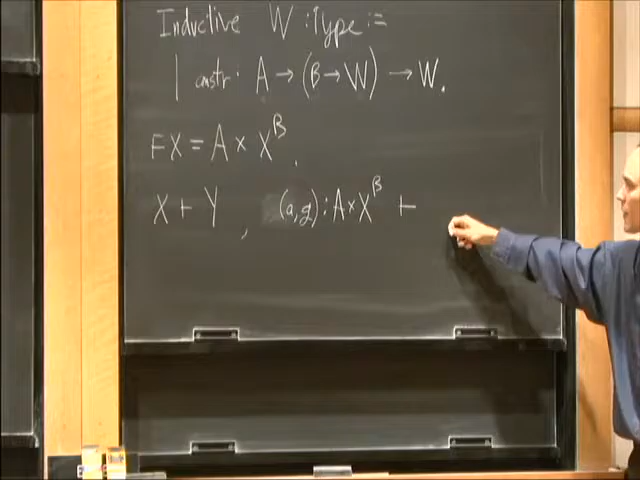 Inductive W : Type :=
| constr : A → (B → W) → W.
FX = A × X^B .
X + Y , (a,g) : A × X^B +